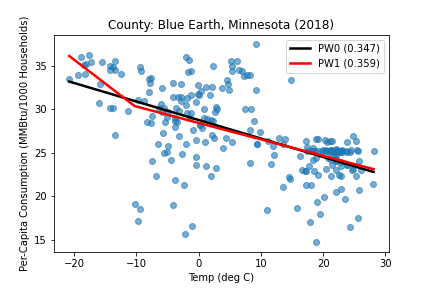 County: Blue Earth, Minnesota (2018)
PW0 (0.347)
PW1 (0.359)
Per-Capita Consumption (MMBtu/1000 Households)
35
30
25
20
15
−20
−10
0
10
20
30
Temp (deg C)